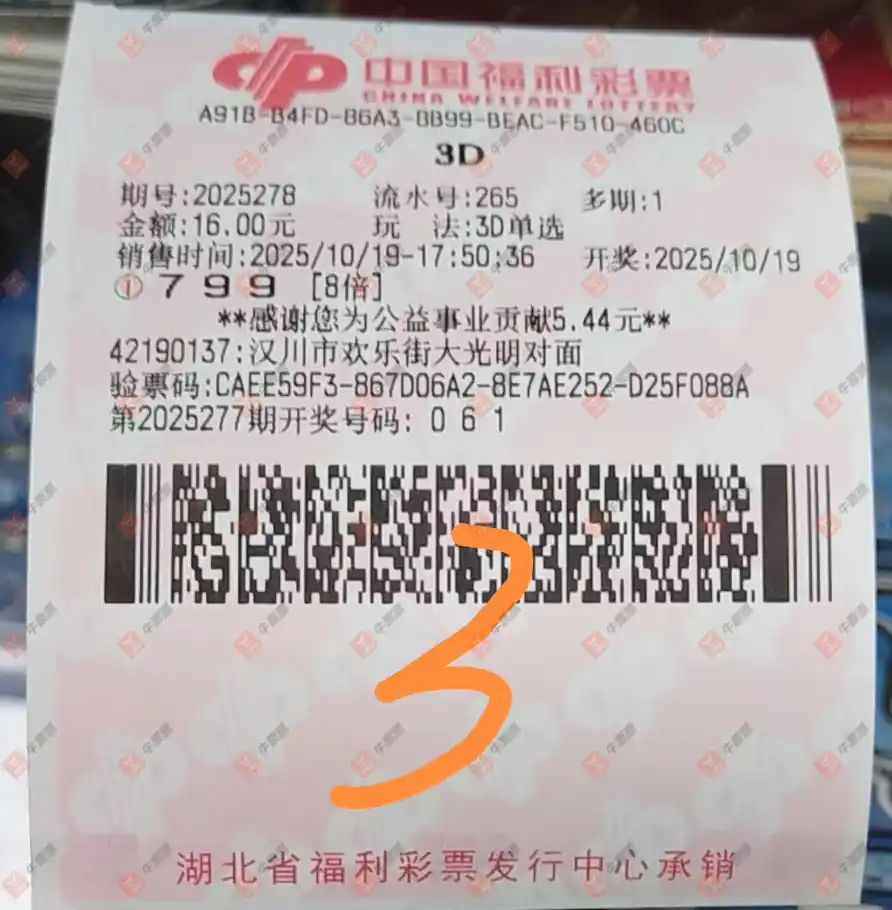 中国福利彩票
CHINA WELFARE LOTTERY
A91B-B4FD-86A3-8B99-BEAC-F510-460C
3D
期号:2025278 流水号:265 多期:1
金额:16.00元 玩 法:3D单选
销售时间:2025/10/19-17:50:36 开奖:2025/10/19
① 7 9 9 [8倍]
**感谢您为公益事业贡献5.44元**
42190137:汉川市欢乐街大光明对面
验票码:CAEE59F3-867D06A2-8E7AE252-D25F088A
第2025277期开奖号码: 0 6 1
3
湖北省福利彩票发行中心承销